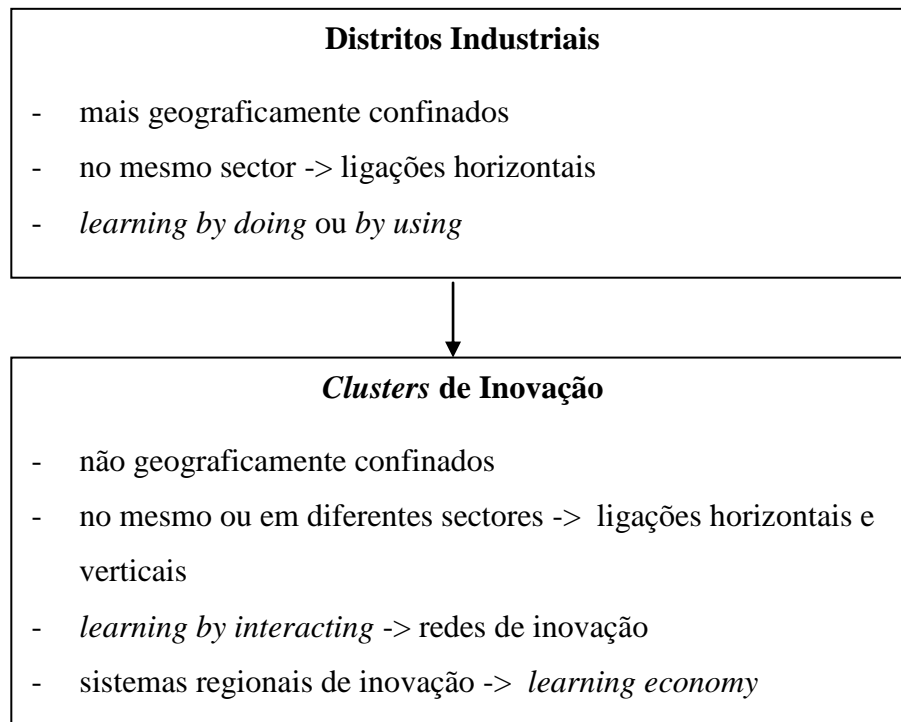 Distritos Industriais
- mais geograficamente confinados
- no mesmo sector -> ligações horizontais
- learning by doing ou by using
Clusters de Inovação
- não geograficamente confinados
- no mesmo ou em diferentes sectores -> ligações horizontais e
verticais
- learning by interacting -> redes de inovação
- sistemas regionais de inovação -> learning economy